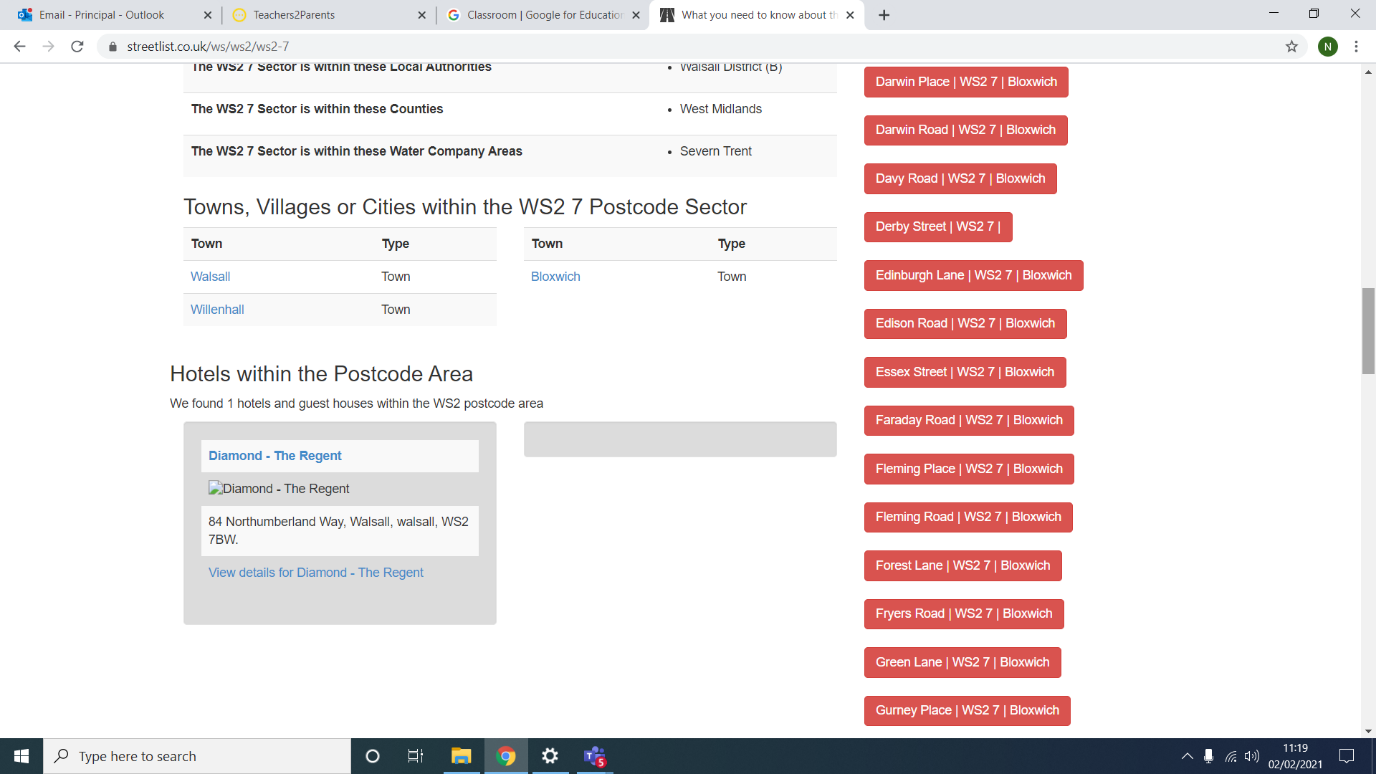 Email - Principal - Outlook
Teachers2Parents
Classroom | Google for Education
What you need to know about th
streetlist.co.uk/ws/ws2/ws2-7
N
The WS2 7 Sector is within these Local Authorities
• Walsall District (B)
The WS2 7 Sector is within these Counties
• West Midlands
The WS2 7 Sector is within these Water Company Areas
• Severn Trent
Towns, Villages or Cities within the WS2 7 Postcode Sector
Town Type
Walsall Town
Willenhall Town
Town Type
Bloxwich Town
Hotels within the Postcode Area
We found 1 hotels and guest houses within the WS2 postcode area
Diamond - The Regent
Diamond - The Regent
84 Northumberland Way, Walsall, walsall, WS2
7BW.
View details for Diamond - The Regent
Darwin Place | WS2 7 | Bloxwich
Darwin Road | WS2 7 | Bloxwich
Davy Road | WS2 7 | Bloxwich
Derby Street | WS2 7 |
Edinburgh Lane | WS2 7 | Bloxwich
Edison Road | WS2 7 | Bloxwich
Essex Street | WS2 7 | Bloxwich
Faraday Road | WS2 7 | Bloxwich
Fleming Place | WS2 7 | Bloxwich
Fleming Road | WS2 7 | Bloxwich
Forest Lane | WS2 7 | Bloxwich
Fryers Road | WS2 7 | Bloxwich
Green Lane | WS2 7 | Bloxwich
Gurney Place | WS2 7 | Bloxwich
Type here to search
5
11:19
02/02/2021